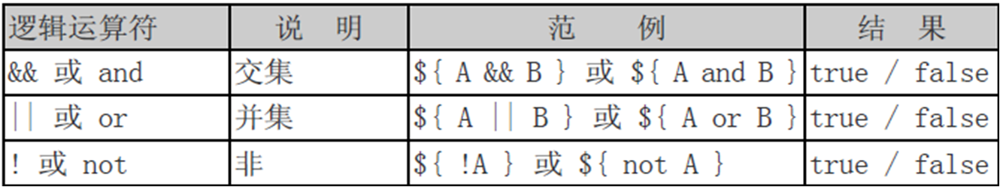 逻辑运算符 说 明 范 例 结 果
&& 或 and 交集 ${ A && B } 或 ${ A and B } true / false
|| 或 or 并集 ${ A || B } 或 ${ A or B } true / false
! 或 not 非 ${ !A } 或 ${ not A } true / false